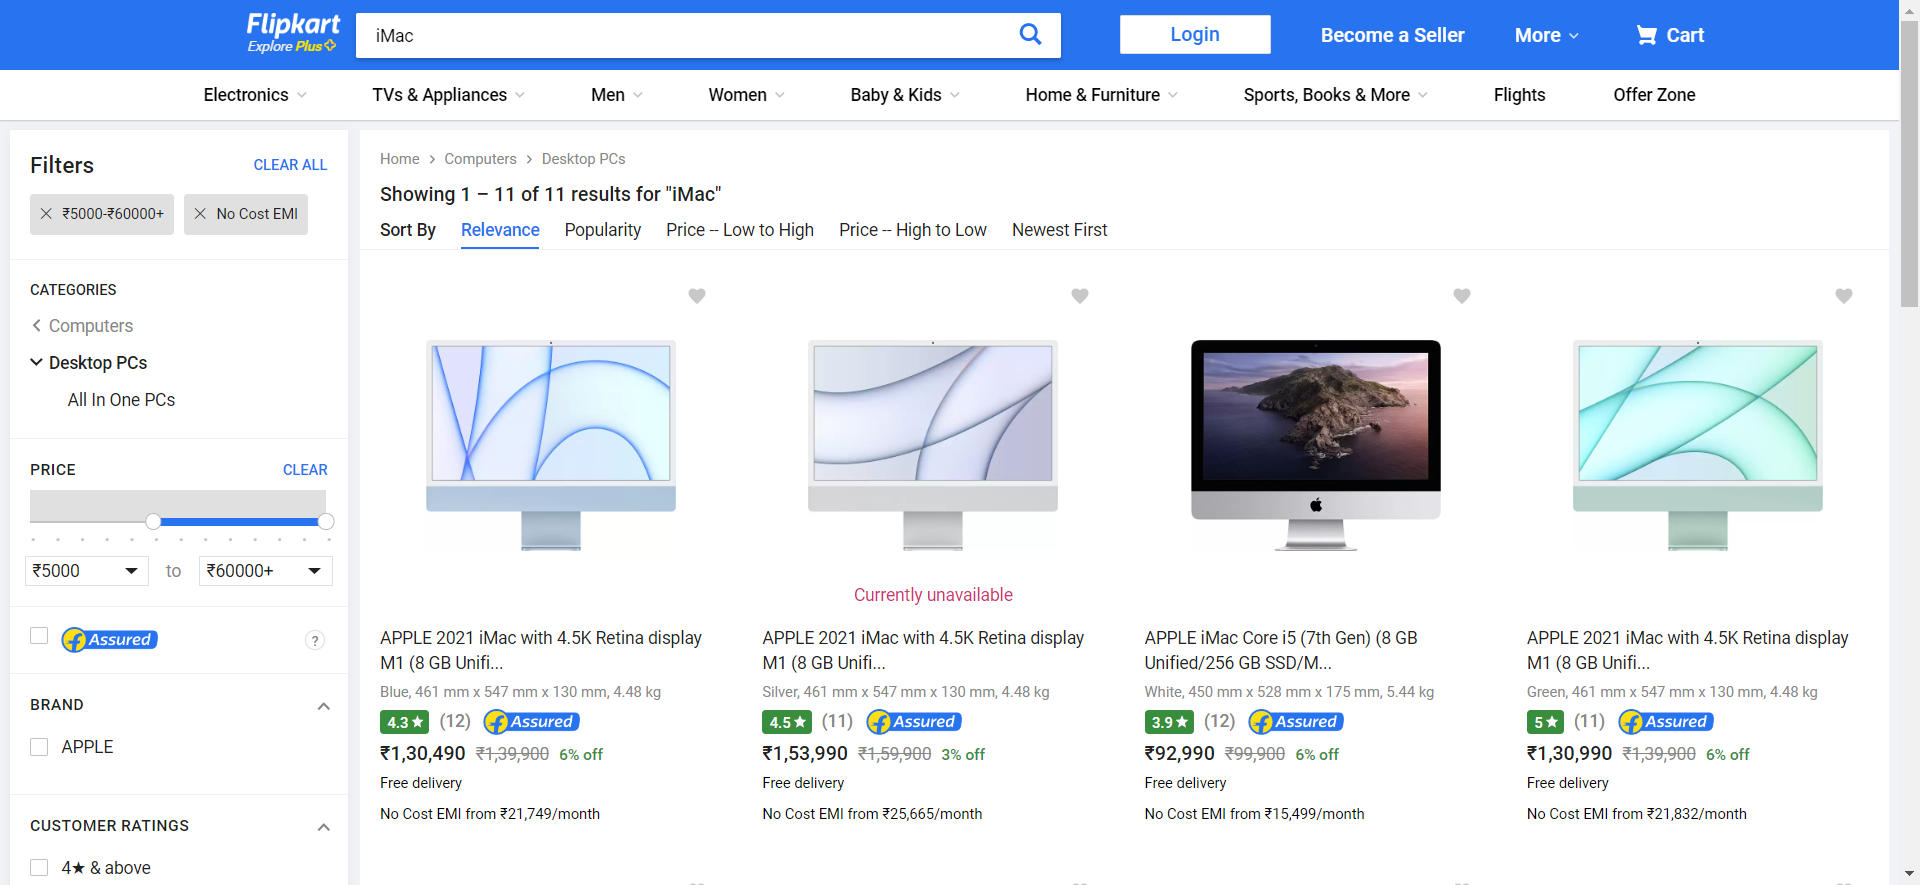 Flipkart
Explore Plus
iMac
Login
Become a Seller
More
Cart
Electronics
TVs & Appliances
Men
Women
Baby & Kids
Home & Furniture
Sports, Books & More
Flights
Offer Zone
Filters
CLEAR ALL
₹5000-₹60000+
No Cost EMI
CATEGORIES
Computers
Desktop PCs
All In One PCs
PRICE
CLEAR
₹5000
to
₹60000+
f Assured
?
BRAND
APPLE
CUSTOMER RATINGS
4★ & above
Home > Computers > Desktop PCs
Showing 1 – 11 of 11 results for "iMac"
Sort By
Relevance
Popularity
Price -- Low to High
Price -- High to Low
Newest First
APPLE 2021 iMac with 4.5K Retina display
M1 (8 GB Unifi...
Blue, 461 mm x 547 mm x 130 mm, 4.48 kg
4.3★ (12) f Assured
₹1,30,490 ₹1,39,900 6% off
Free delivery
No Cost EMI from ₹21,749/month
Currently unavailable
APPLE 2021 iMac with 4.5K Retina display
M1 (8 GB Unifi...
Silver, 461 mm x 547 mm x 130 mm, 4.48 kg
4.5★ (11) f Assured
₹1,53,990 ₹1,59,900 3% off
Free delivery
No Cost EMI from ₹25,665/month
APPLE iMac Core i5 (7th Gen) (8 GB
Unified/256 GB SSD/M...
White, 450 mm x 528 mm x 175 mm, 5.44 kg
3.9★ (12) f Assured
₹92,990 ₹99,900 6% off
Free delivery
No Cost EMI from ₹15,499/month
APPLE 2021 iMac with 4.5K Retina display
M1 (8 GB Unifi...
Green, 461 mm x 547 mm x 130 mm, 4.48 kg
5★ (11) f Assured
₹1,30,990 ₹1,39,900 6% off
Free delivery
No Cost EMI from ₹21,832/month